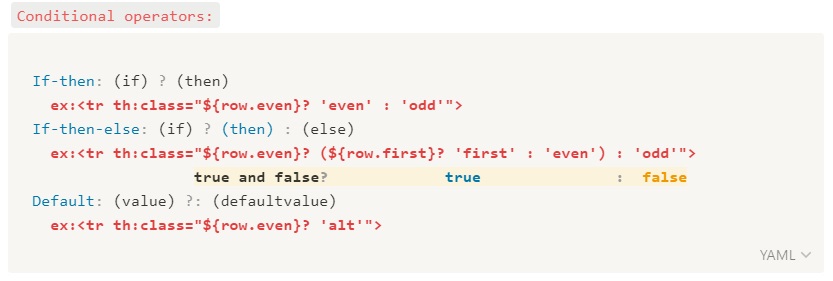 Conditional operators:
If-then: (if) ? (then)
ex:<tr th:class="${row.even}? 'even' : 'odd'">
If-then-else: (if) ? (then) : (else)
ex:<tr th:class="${row.even}? (${row.first}? 'first' : 'even') : 'odd'">
true and false? true : false
Default: (value) ?: (defaultvalue)
ex:<tr th:class="${row.even}? 'alt'">
YAML